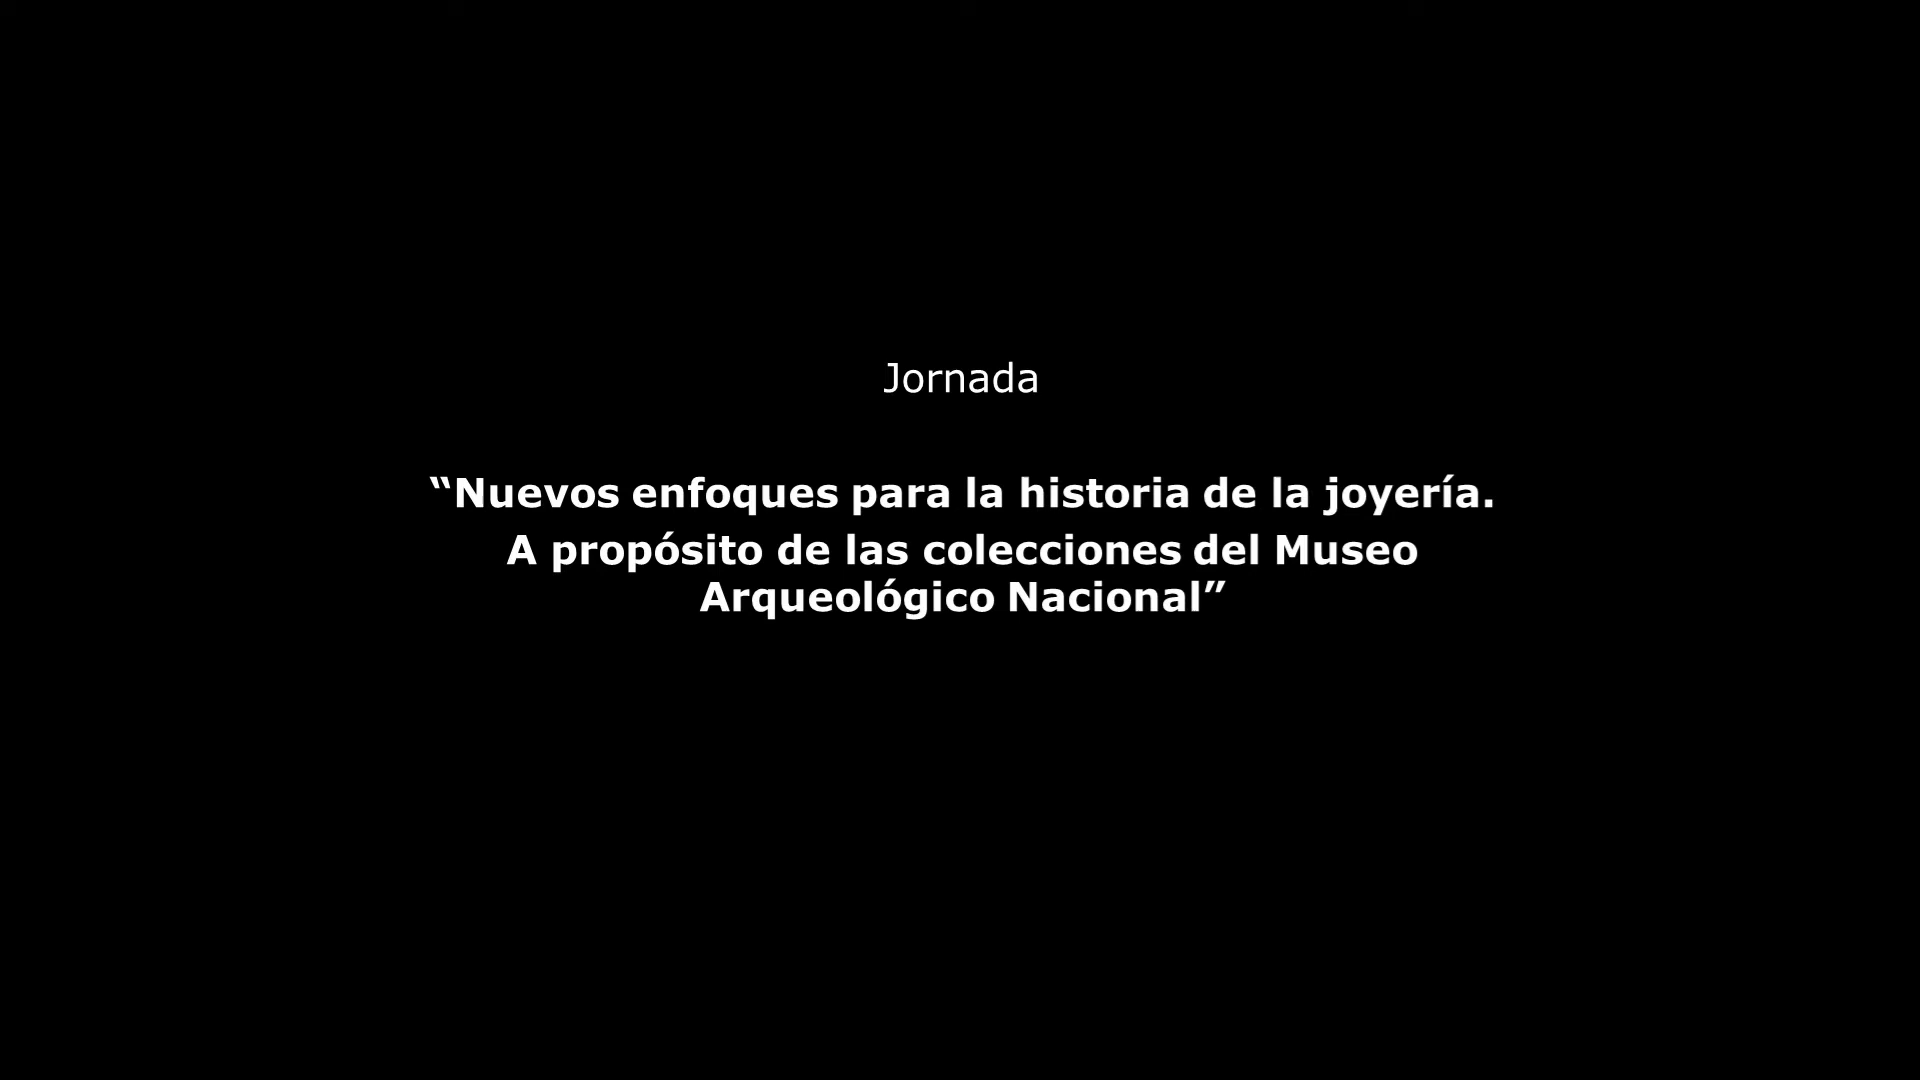 Jornada
“Nuevos enfoques para la historia de la joyería.
A propósito de las colecciones del Museo
Arqueológico Nacional”